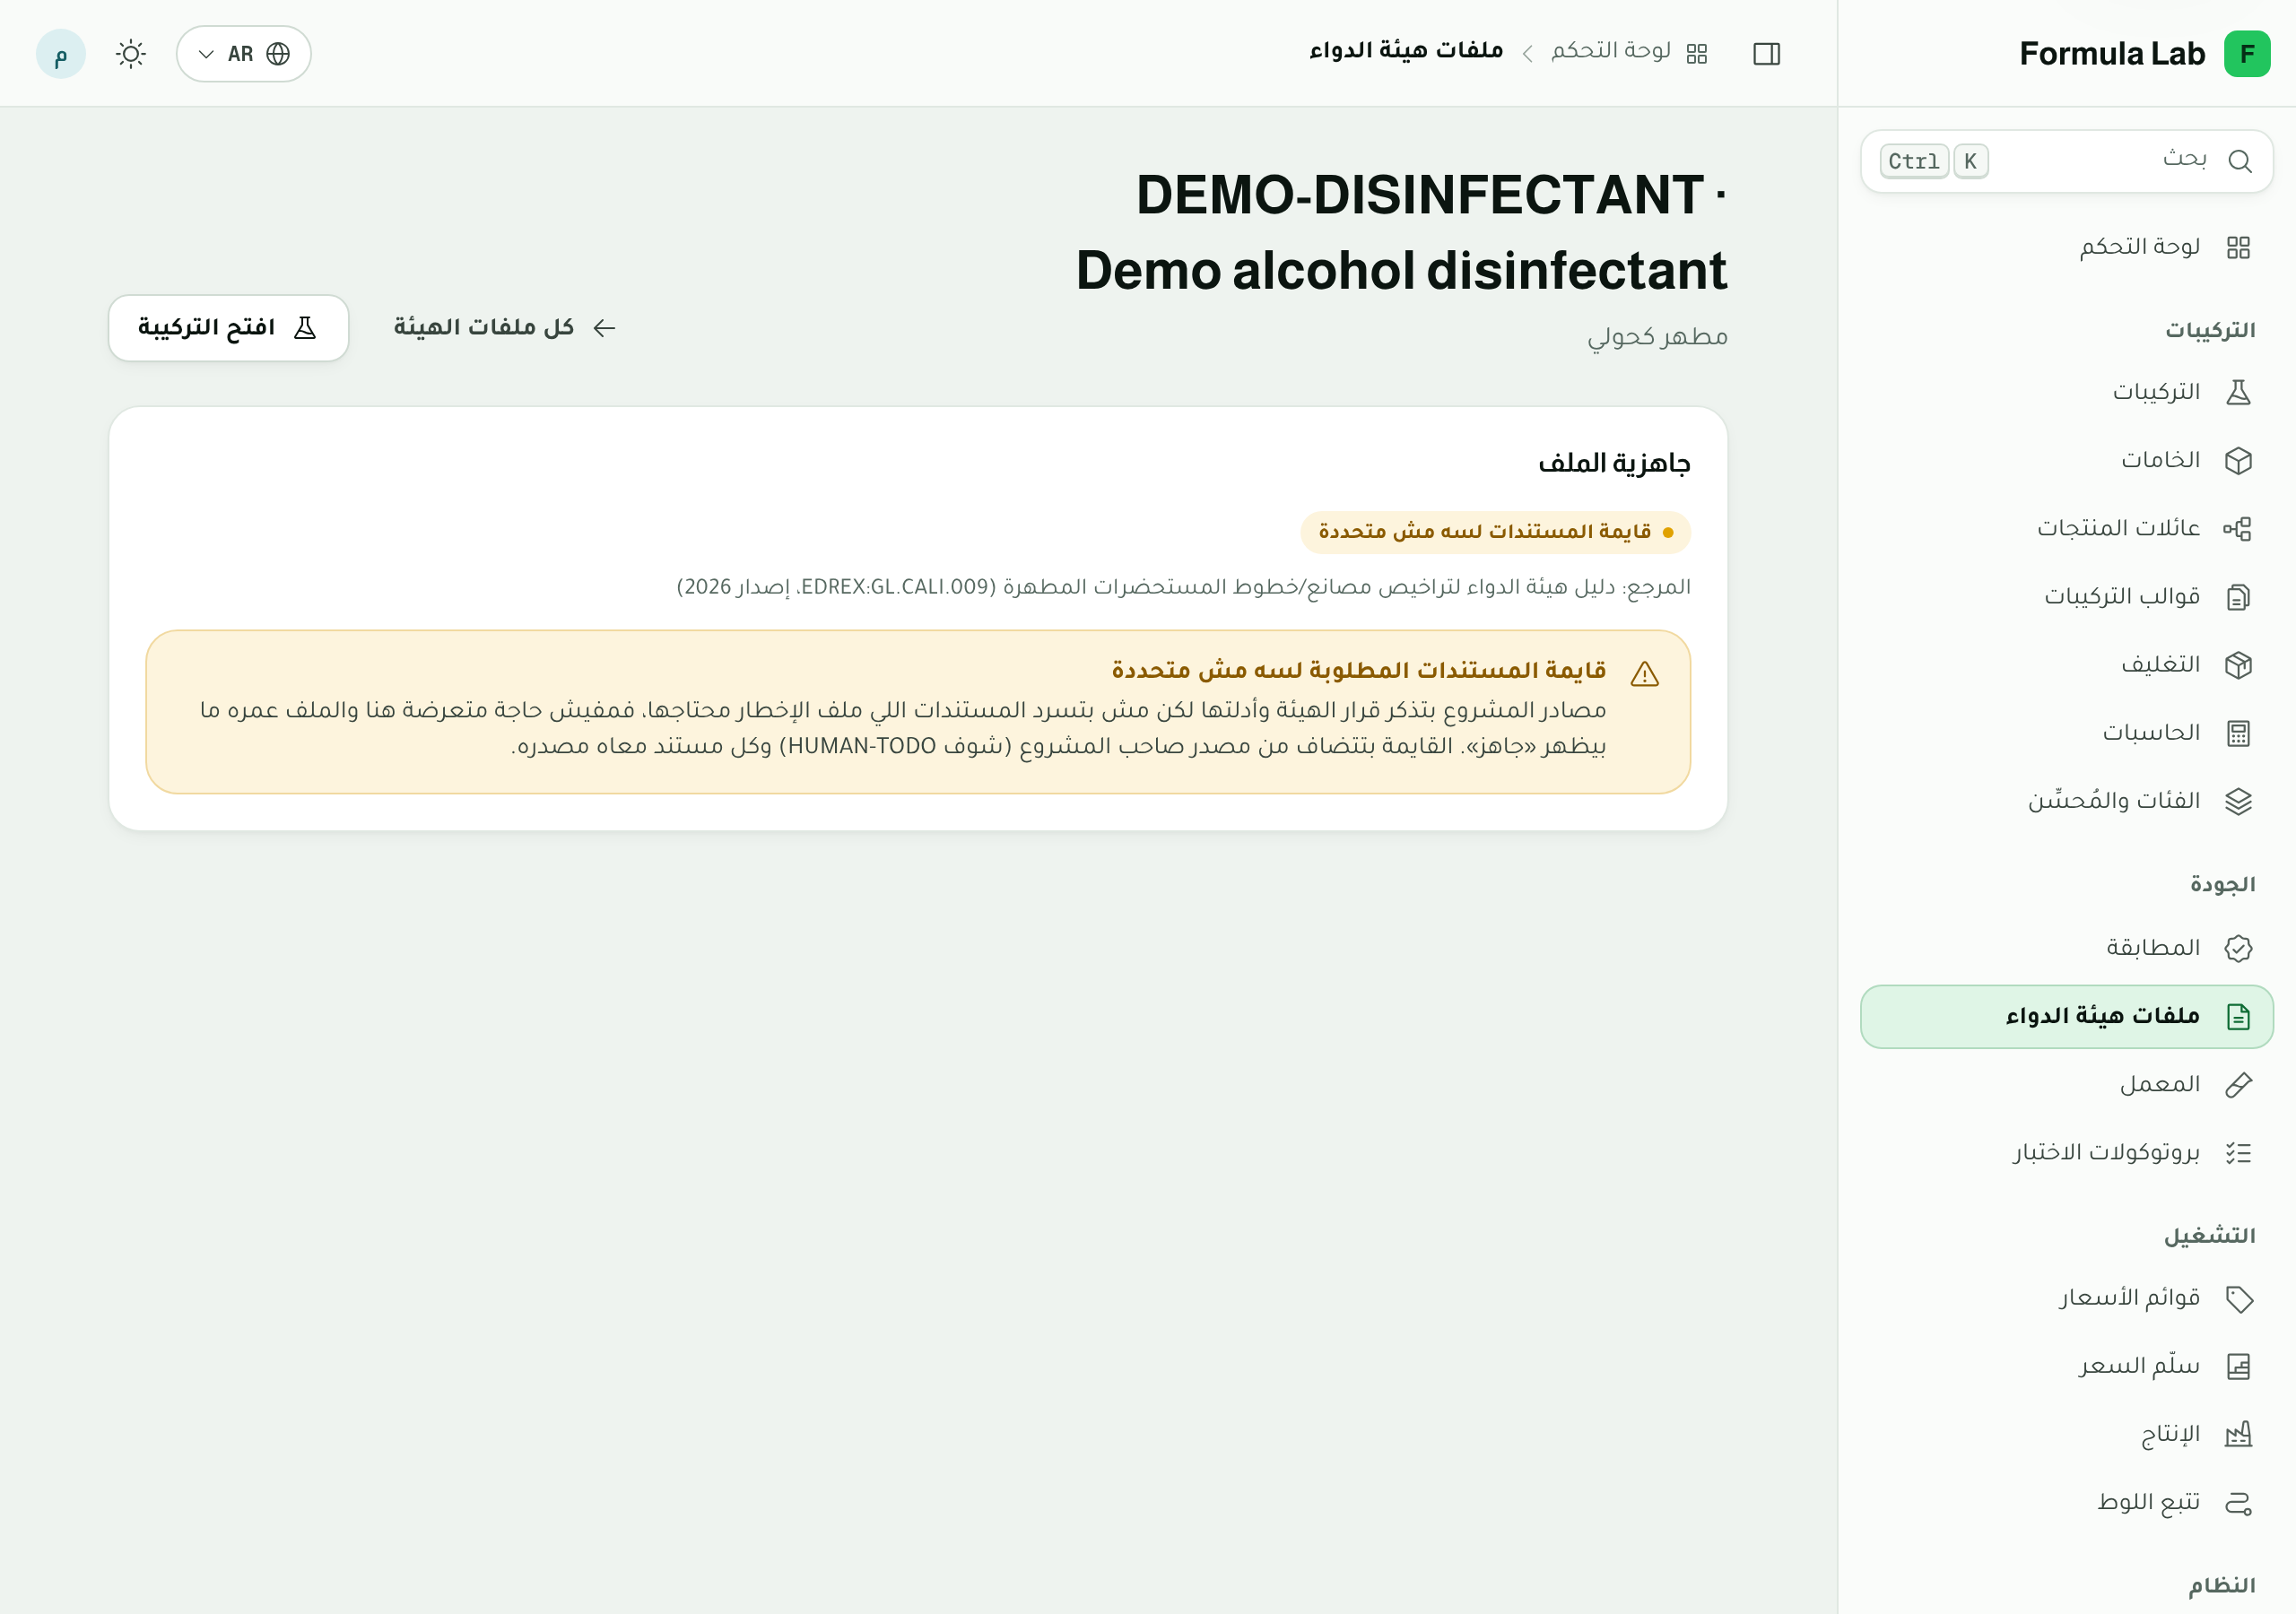 F Formula Lab
بحث Ctrl K
لوحة التحكم
التركيبات
التركيبات
الخامات
عائلات المنتجات
قوالب التركيبات
التغليف
الحاسبات
الفئات والمُحسِّن
الجودة
المطابقة
ملفات هيئة الدواء
المعمل
بروتوكولات الاختبار
التشغيل
قوائم الأسعار
سلّم السعر
الإنتاج
تتبع اللوط
النظام
لوحة التحكم
ملفات هيئة الدواء
AR
م
DEMO-DISINFECTANT ·
Demo alcohol disinfectant
مطهر كحولي
كل ملفات الهيئة
افتح التركيبة
جاهزية الملف
قايمة المستندات لسه مش متحددة
المرجع: دليل هيئة الدواء لتراخيص مصانع/خطوط المستحضرات المطهرة (EDREX:GL.CALI.009، إصدار 2026)
قايمة المستندات المطلوبة لسه مش متحددة
مصادر المشروع بتذكر قرار الهيئة وأدلتها لكن مش بتسرد المستندات اللي ملف الإخطار محتاجها، فمفيش حاجة متعرضة هنا والملف عمره ما
بيظهر «جاهز». القايمة بتتضاف من مصدر صاحب المشروع (شوف HUMAN-TODO) وكل مستند معاه مصدره.